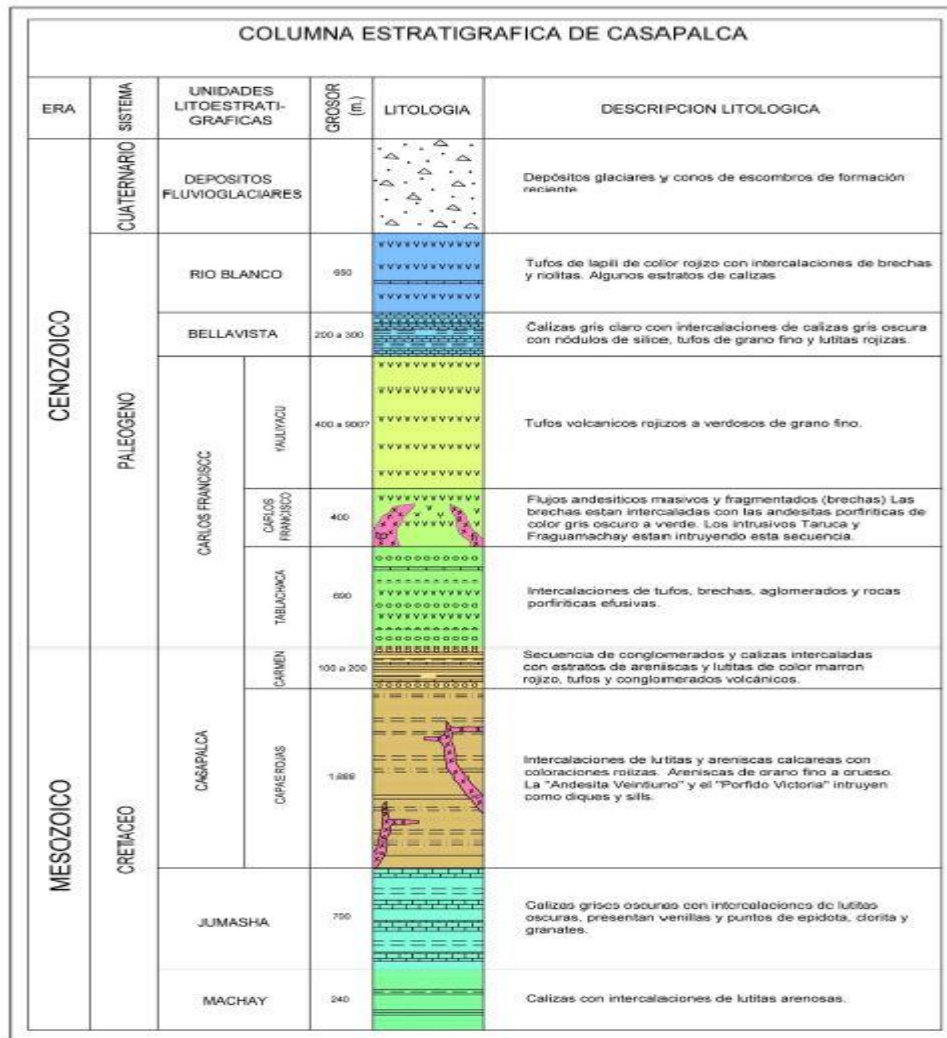 COLUMNA ESTRATIGRAFICA DE CASAPALCA
ERA
SISTEMA
UNIDADES
LITOESTRATI-
GRAFICAS
GROSOR
(m.)
LITOLOGIA
DESCRIPCION LITOLOGICA
CENOZOICO
CUATERNARIO
DEPOSITOS
FLUVIOGLACIARES
Depósitos glaciares y conos de escombros de formación
reciente
PALEOGENO
RIO BLANCO
650
Tufos de lapili de collor rojizo con intercalaciones de brechas
y riolitas. Algunos estratos de calizas
BELLAVISTA
200 a 300
Calizas gris claro con intercalaciones de calizas gris oscura
con nódulos de silice, tufos de grano fino y lutitas rojizas.
CARLOS FRANCISCC
YAULIYACU
400 a 900?
Tufos volcanicos rojizos a verdosos de grano fino.
CARLOS
FRANCISCO
400
Flujos andesiticos masivos y fragmentados (brechas) Las
brechas estan intercaladas con las andesitas porfiriticas de
color gris oscuro a verde. Los intrusivos Taruca y
Fraguamachay estam intruyendo esta secuencia.
TABLACHACA
690
Intercalaciones de tufos, brechas, aglomerados y rocas
porfiriticas efusivas.
MESOZOICO
CRETACEO
CASAPALCA
CARMEN
100 a 200
Secuencia de conglomerados y calizas intercaladas
con estratos de areniscas y lutitas de color marron
rojizo, tufos y conglomerados volcánicos.
CAPAS ROJAS
Intercalaciones de lutitas y areniscas calcareas con
coloraciones rojizas. Areniscas de grano fino a grueso.
La "Andesita Veintiuno" y el "Porfido Victoria" intruyen
como diques y sills.
JUMASHA
700
Calizas grises oscuras con intercalaciones de lutitas
oscuras, presentan venillas y puntos de epidota, clorita y
granates.
MACHAY
240
Calizas con intercalaciones de lutitas arenosas.